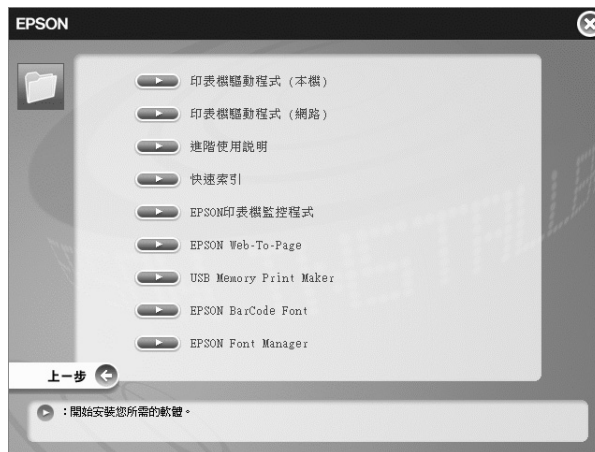 EPSON
印表機驅動程式 (本機)
印表機驅動程式 (網路)
進階使用說明
快速索引
EPSON印表機監控程式
EPSON Web-To-Page
USB Memory Print Maker
EPSON BarCode Font
EPSON Font Manager
上一步
：開始安裝您所需的軟體。